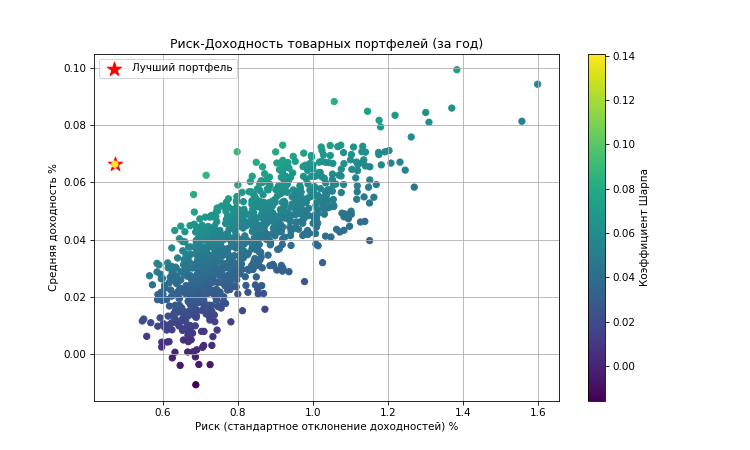 Риск-Доходность товарных портфелей (за год)
Лучший портфель
Средняя доходность %
0.10
0.08
0.06
0.04
0.02
0.00
0.6 0.8 1.0 1.2 1.4 1.6
Риск (стандартное отклонение доходностей) %
0.14
0.12
0.10
0.08
0.06
0.04
0.02
0.00
Коэффициент Шарпа